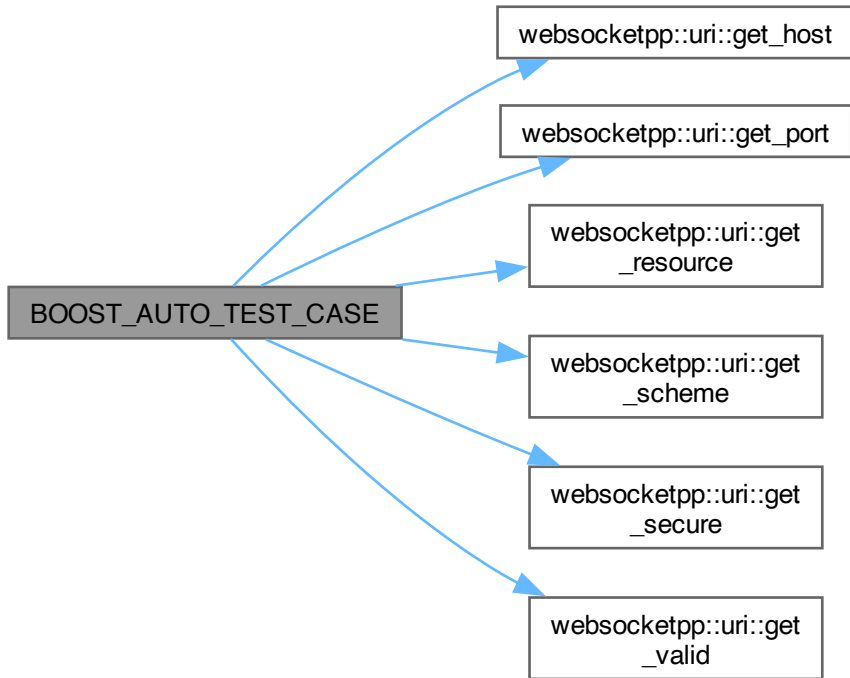 websocketpp::uri::get_host
websocketpp::uri::get_port
websocketpp::uri::get
_resource
BOOST_AUTO_TEST_CASE
websocketpp::uri::get
_scheme
websocketpp::uri::get
_secure
websocketpp::uri::get
_valid